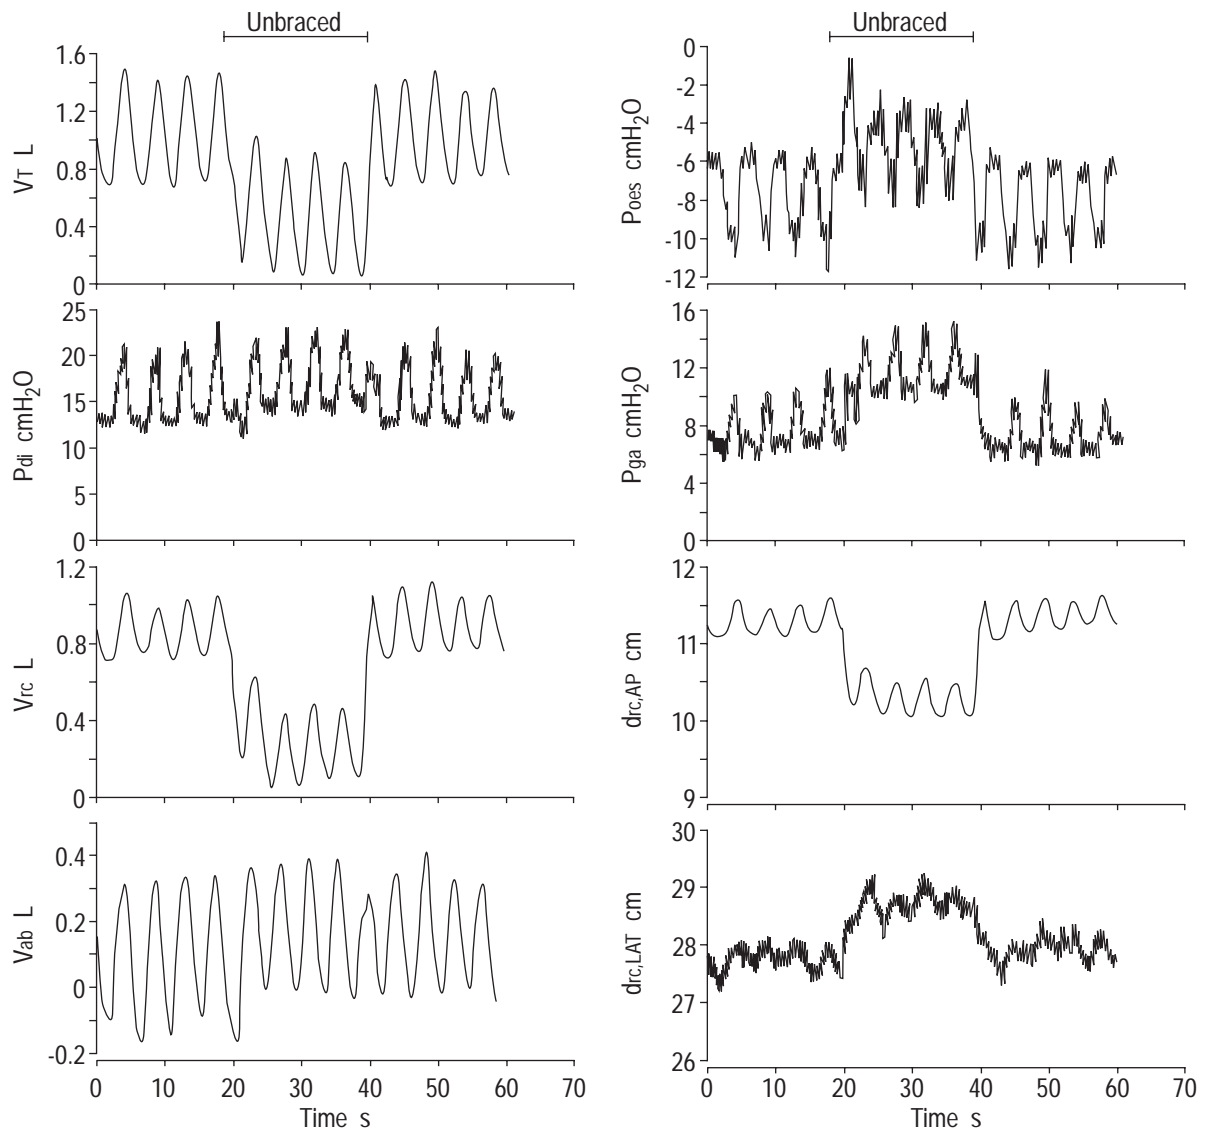 Unbraced
1.6
1.2
0.8
0.4
0
VT L
Unbraced
0
-2
-4
-6
-8
-10
-12
Poes cmH2O
25
20
15
10
5
0
Pdi cmH2O
16
12
8
4
0
Pga cmH2O
1.2
0.8
0.4
0
Vrc L
12
11
10
9
drc,AP cm
0.4
0.2
0
-0.2
Vab L
0 10 20 30 40 50 60 70
Time s
30
29
28
27
26
drc,LAT cm
0 10 20 30 40 50 60 70
Time s